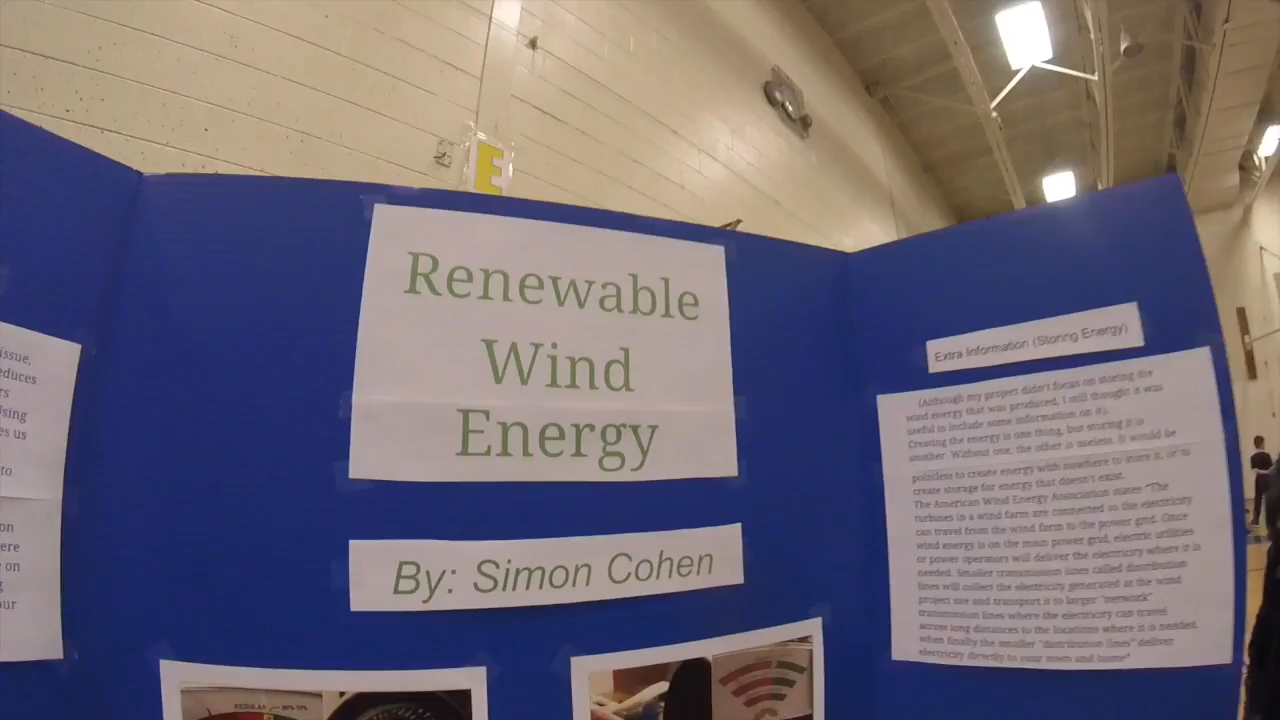 E
Renewable
Wind
Energy
By: Simon Cohen
issue,
educes
rs
Using
es us
to
on
ere
on
g
our
Extra Information (Storing Energy)
(Although my project didn't focus on storing the
wind energy that was produced, I still thought it was
useful to include some information on it).
Creating the energy is one thing, but storing it is
another. Without one, the other is useless. It would be
pointless to create energy with nowhere to store it, or to
create storage for energy that doesn't exist.
The American Wind Energy Association states "The
turbines in a wind farm are connected so the electricity
can travel from the wind farm to the power grid. Once
wind energy is on the main power grid, electric utilities
or power operators will deliver the electricity where it is
needed. Smaller transmission lines called distribution
lines will collect the electricity generated at the wind
project site and transport it to larger "network"
transmission lines where the electricity can travel
across long distances to the locations where it is needed,
when finally the smaller "distribution lines" deliver
electricity directly to your town and home"
REGULAR